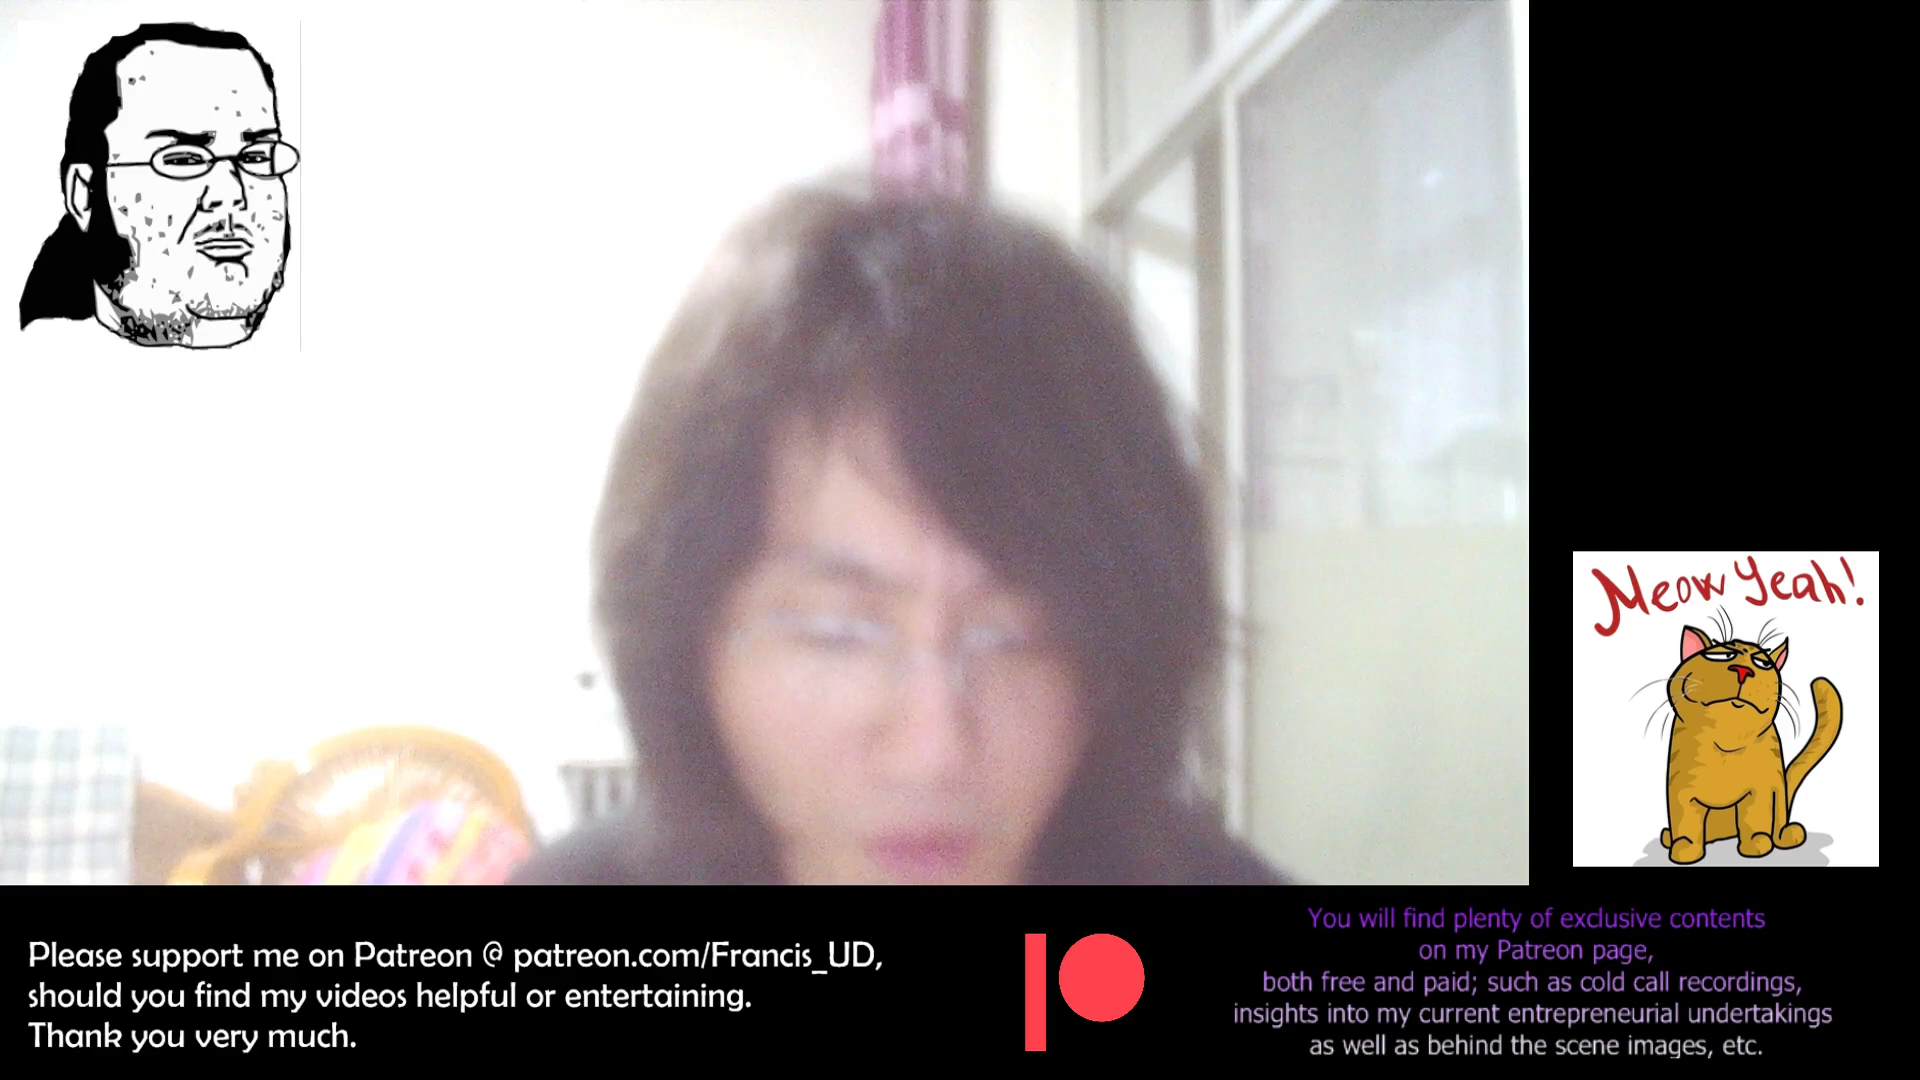 Meow Yeah!
Please support me on Patreon @ patreon.com/Francis_UD,
should you find my videos helpful or entertaining.
Thank you very much.
You will find plenty of exclusive contents
on my Patreon page,
both free and paid; such as cold call recordings,
insights into my current entrepreneurial undertakings
as well as behind the scene images, etc.